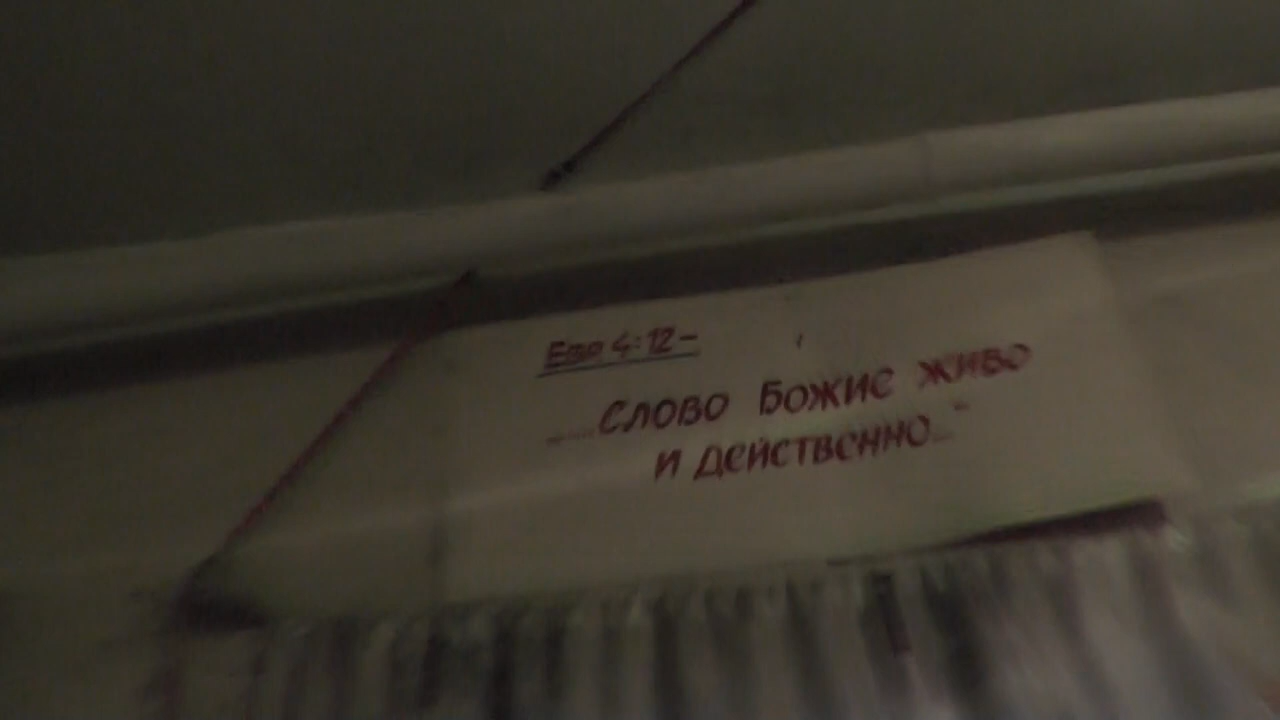 Евр 4:12-
.....Слово Божие живо
и действенно..."